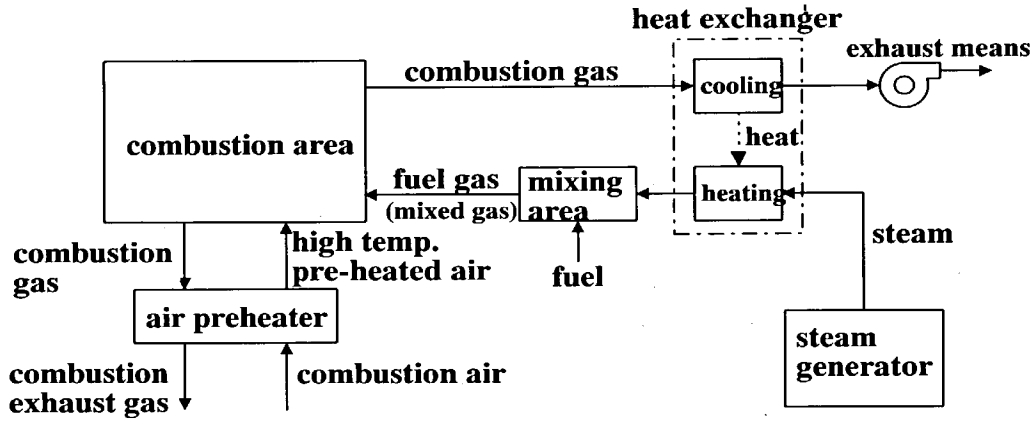 heat exchanger
exhaust means
combustion gas
cooling
combustion area
heat
fuel gas
(mixed gas)
mixing
area
heating
steam
combustion
gas
high temp.
pre-heated air
fuel
air preheater
steam
generator
combustion
exhaust gas
combustion air